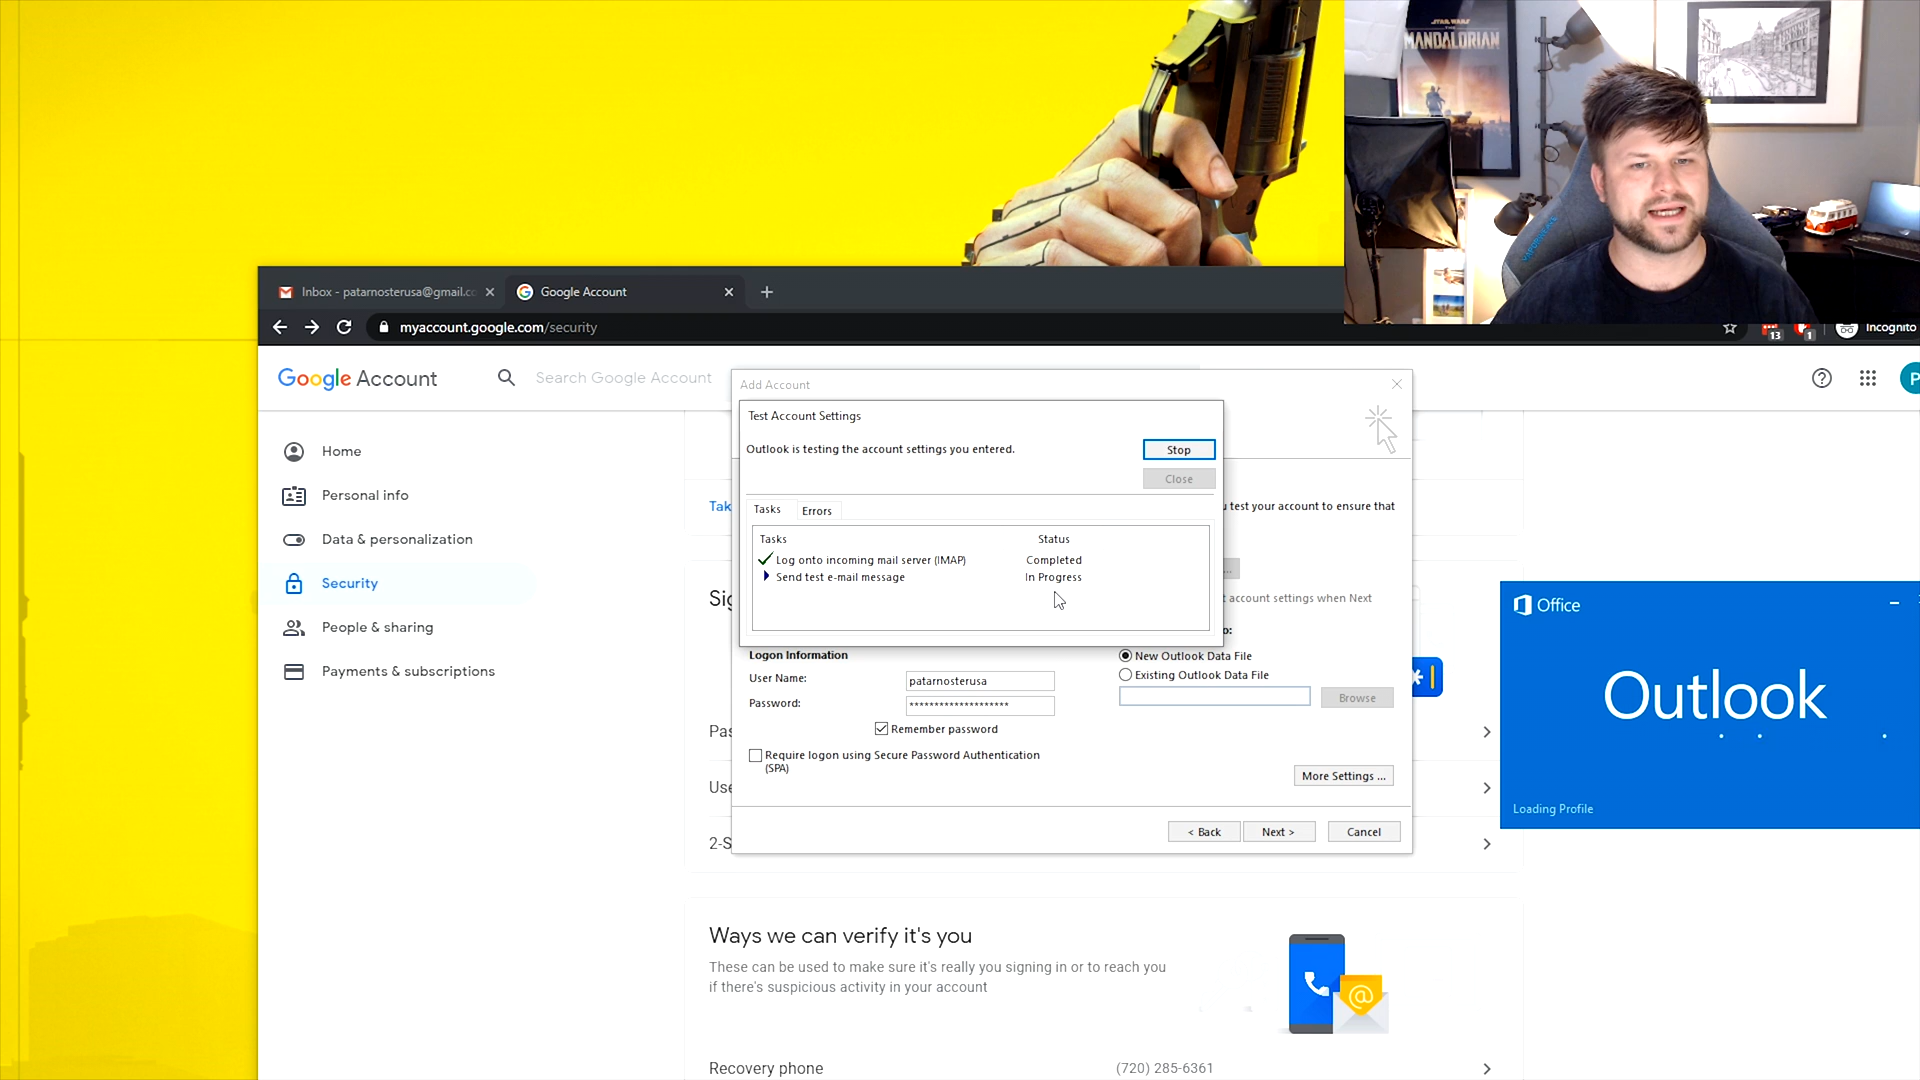 STAR WARS
THE
MANDALORIAN
Inbox - patarnosterusa@gmail.co
Google Account
myaccount.google.com/security
13
1
Incognito
Google Account
Search Google Account
P
Home
Personal info
Data & personalization
Security
People & sharing
Payments & subscriptions
Add Account
Test Account Settings
Outlook is testing the account settings you entered.
Stop
Close
Tasks
Errors
Tasks Status
Log onto incoming mail server (IMAP) Completed
Send test e-mail message In Progress
test your account to ensure that
...
account settings when Next
Logon Information
User Name: patarnosterusa
Password: ********************
Remember password
Require logon using Secure Password Authentication
(SPA)
New Outlook Data File
Existing Outlook Data File
Browse
More Settings ...
< Back
Next >
Cancel
Office
Outlook
Loading Profile
Ways we can verify it's you
These can be used to make sure it's really you signing in or to reach you
if there's suspicious activity in your account
Recovery phone (720) 285-6361